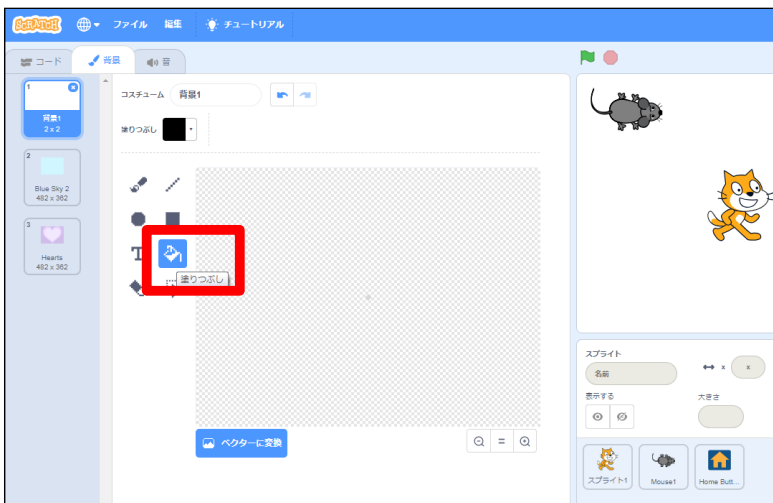 SCRATCH ファイル 編集 チュートリアル
コード 背景 音
1
背景1
2 x 2
2
Blue Sky 2
482 x 362
3
Hearts
482 x 362
コスチューム 背景1
塗りつぶし
T
塗りつぶし
ベクターに変換
スプライト
名前
x x
表示する 大きさ
スプライト1 Mouse1 Home Butt...